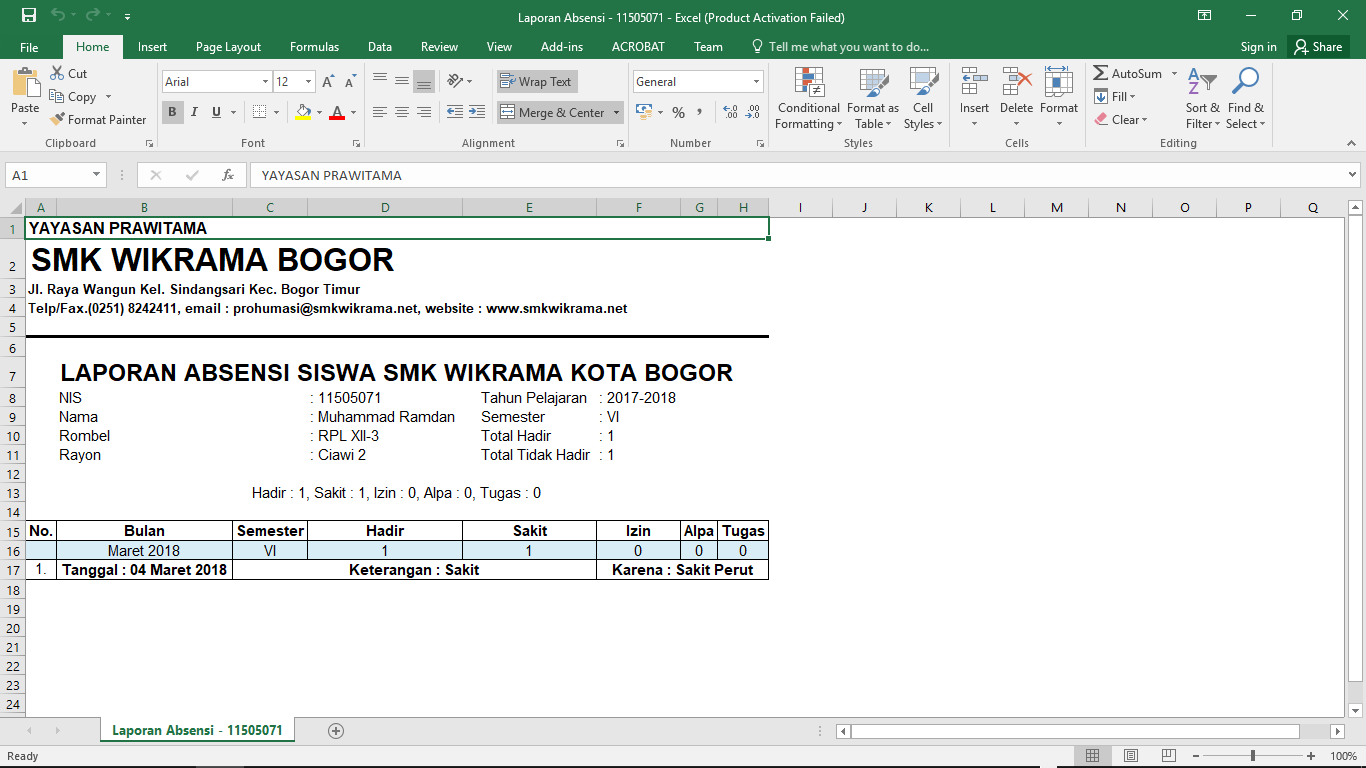 Laporan Absensi - 11505071 - Excel (Product Activation Failed)
File Home Insert Page Layout Formulas Data Review View Add-ins ACROBAT Team Tell me what you want to do... Sign in Share
Paste
Cut
Copy
Format Painter
Clipboard
Arial 12 A A
B I U A
Font
Wrap Text
Merge & Center
Alignment
General
% , .00 .0
Number
Conditional Formatting
Format as Table
Cell Styles
Styles
Insert Delete Format
Cells
AutoSum
Fill
Clear
Sort & Filter
Find & Select
Editing
A1 fx YAYASAN PRAWITAMA
A B C D E F G H I J K L M N O P Q
1 YAYASAN PRAWITAMA
2 SMK WIKRAMA BOGOR
3 Jl. Raya Wangun Kel. Sindangsari Kec. Bogor Timur
4 Telp/Fax.(0251) 8242411, email : prohumasi@smkwikrama.net, website : www.smkwikrama.net
5
6
7 LAPORAN ABSENSI SISWA SMK WIKRAMA KOTA BOGOR
8 NIS : 11505071 Tahun Pelajaran : 2017-2018
9 Nama : Muhammad Ramdan Semester : VI
10 Rombel : RPL XII-3 Total Hadir : 1
11 Rayon : Ciawi 2 Total Tidak Hadir : 1
12
13 Hadir : 1, Sakit : 1, Izin : 0, Alpa : 0, Tugas : 0
14
15 No. Bulan Semester Hadir Sakit Izin Alpa Tugas
16 Maret 2018 VI 1 1 0 0 0
17 1. Tanggal : 04 Maret 2018 Keterangan : Sakit Karena : Sakit Perut
18
19
20
21
22
23
24
Laporan Absensi - 11505071
Ready 100%